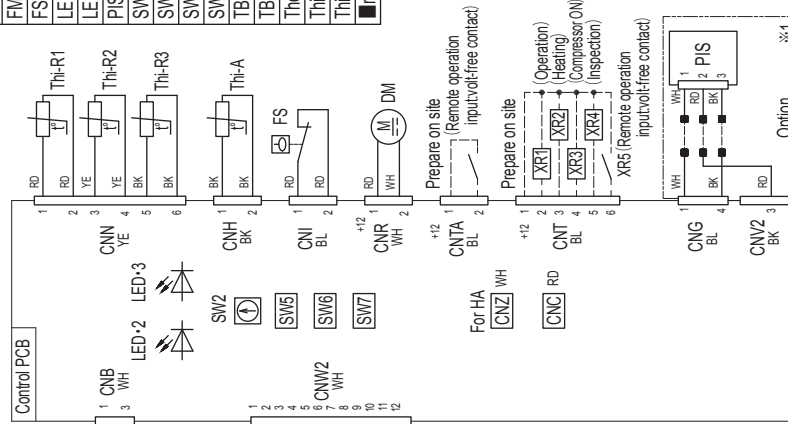 FM
FS
LE
LE
PIS
SW
SW
SW
SW
TB
TB
The
Thi
Thi
■n
Control PCB
CNB
WH
1
3
LED•2
LED•3
CNW2
WH
1
2
3
4
5
6
7
8
9
10
11
12
SW2
SW5
SW6
SW7
For HA
CNZ WH
CNC RD
CNN
YE
1
2
3
4
5
6
RD
RD
YE
YE
BK
BK
t°
t°
t°
Thi-R1
Thi-R2
Thi-R3
CNH
BK
1
2
BK
BK
t°
Thi-A
CNI
BL
1
2
RD
RD
FS
CNR
WH
+12
1
2
RD
WH
M
DM
CNTA
BL
+12
1
2
Prepare on site
(Remote operation
input:volt-free contact)
CNT
BL
+12
1
2
3
4
5
6
Prepare on site
XR1
XR2
XR3
XR4
(Operation)
(Heating)
(Compressor ON)
(Inspection)
XR5 (Remote operation
input:volt-free contact)
CNG
BL
1
4
WH
BK
WH
RD
BK
1
2
3
PIS
CNV2
BK
3
RD
Option
※1